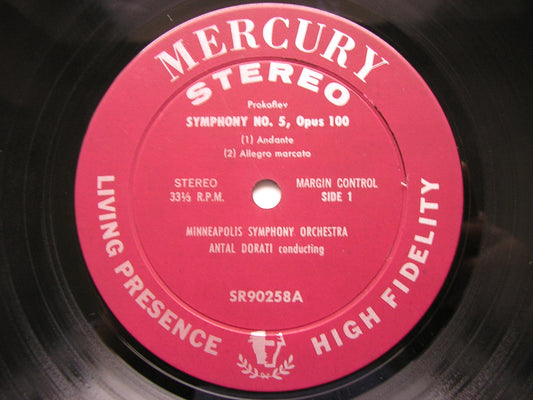 MERCURY
STEREO
Prokofiev
SYMPHONY NO. 5, Opus 100
(1) Andante
(2) Allegro marcato
STEREO
33⅓ R.P.M.
MARGIN CONTROL
SIDE 1
MINNEAPOLIS SYMPHONY ORCHESTRA
ANTAL DORATI conducting
SR90258A
LIVING PRESENCE
HIGH FIDELITY